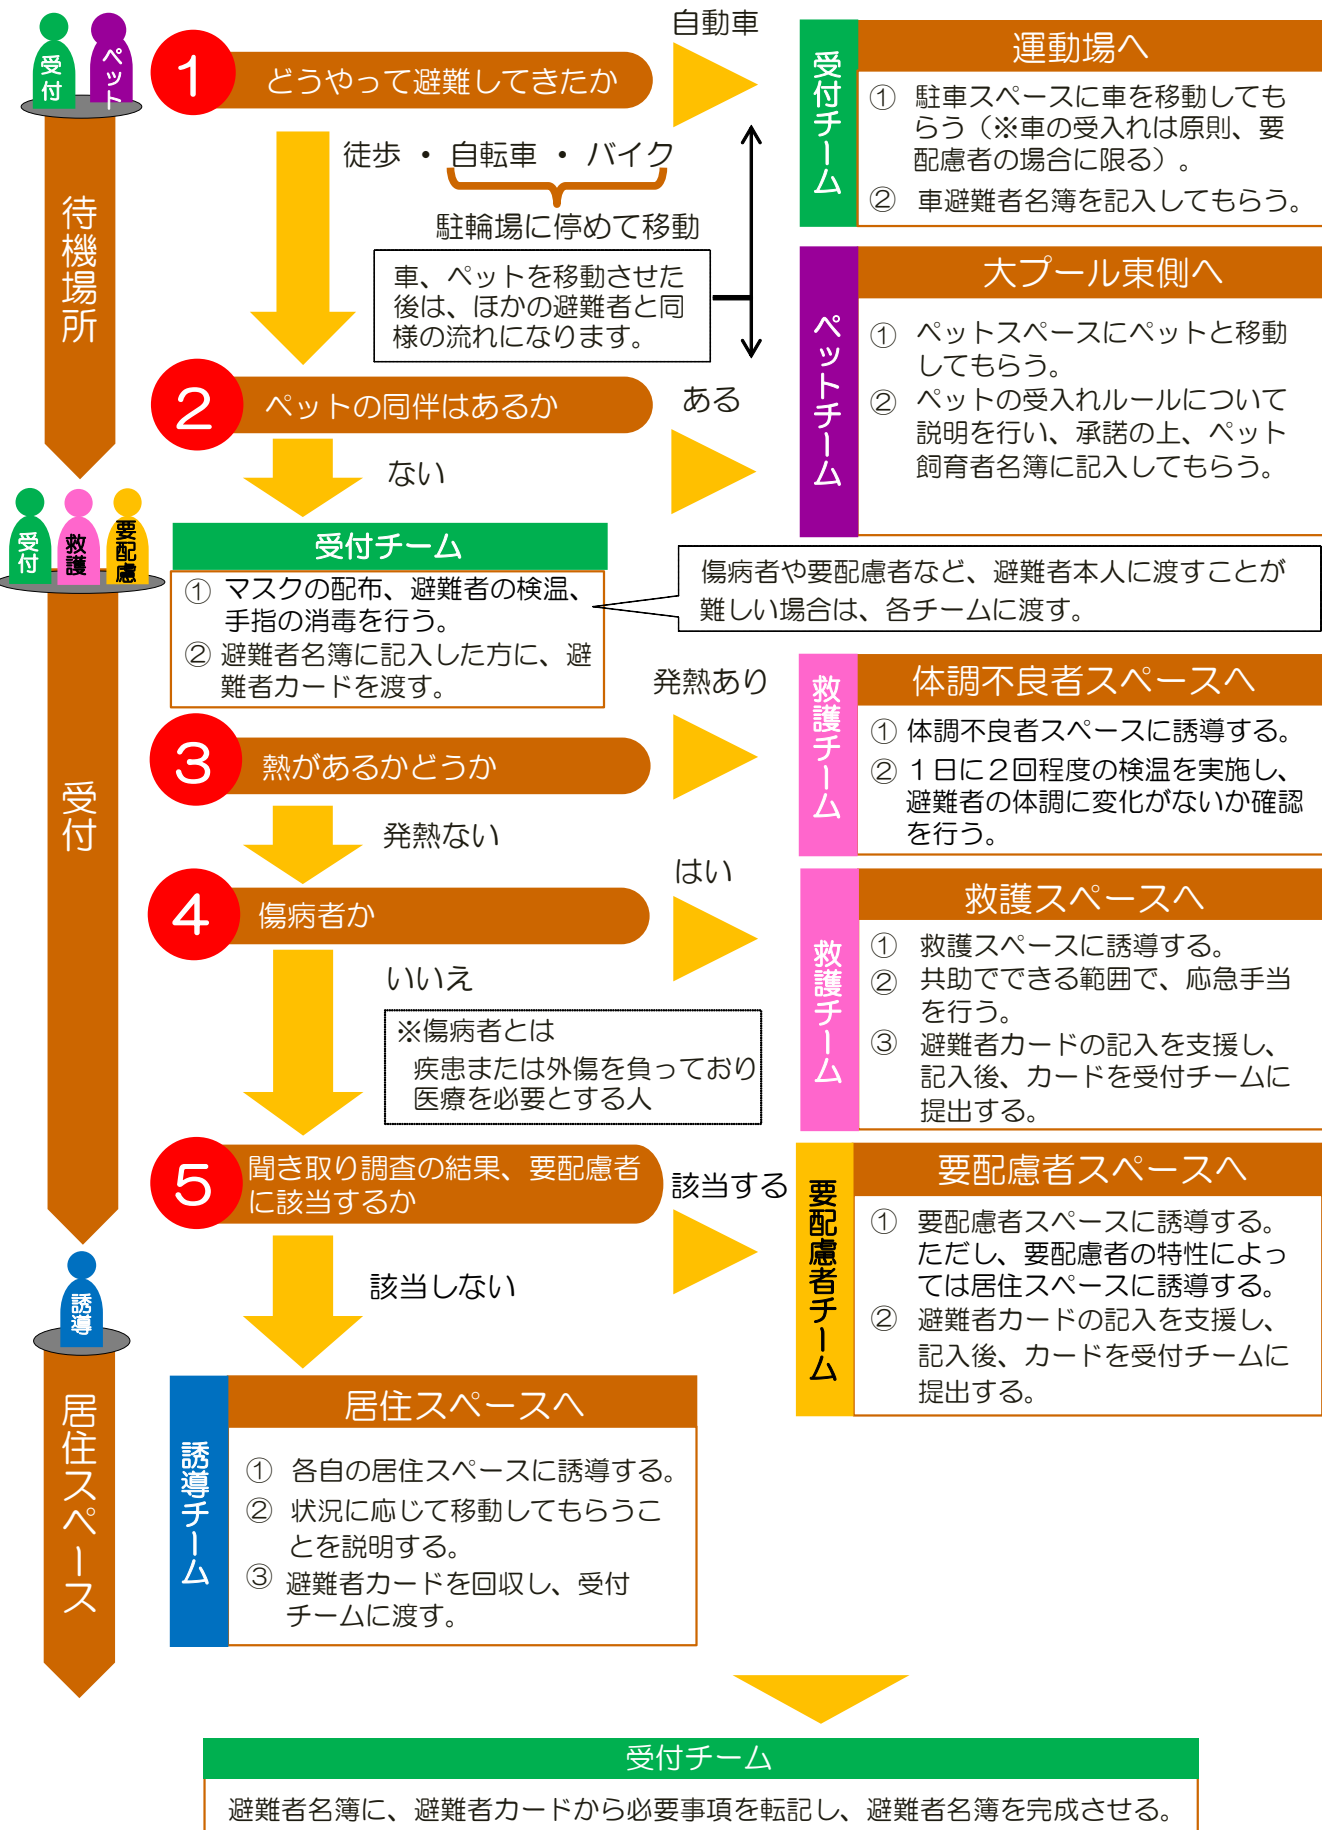 受付
ペット
1
どうやって避難してきたか
自動車
受付チーム
運動場へ
① 駐車スペースに車を移動しても
らう（※車の受入れは原則、要
配慮者の場合に限る）。
② 車避難者名簿を記入してもらう。
待機場所
徒歩 ・ 自転車 ・ バイク
駐輪場に停めて移動
車、ペットを移動させた
後は、ほかの避難者と同
様の流れになります。
2
ペットの同伴はあるか
ある
ない
ペットチーム
大プール東側へ
① ペットスペースにペットと移動
してもらう。
② ペットの受入れルールについて
説明を行い、承諾の上、ペット
飼育者名簿に記入してもらう。
受付
救護
要配慮
受付チーム
① マスクの配布、避難者の検温、
手指の消毒を行う。
② 避難者名簿に記入した方に、避
難者カードを渡す。
傷病者や要配慮者など、避難者本人に渡すことが
難しい場合は、各チームに渡す。
受付
3
熱があるかどうか
発熱あり
発熱ない
救護チーム
体調不良者スペースへ
① 体調不良者スペースに誘導する。
② １日に２回程度の検温を実施し、
避難者の体調に変化がないか確認
を行う。
4
傷病者か
はい
いいえ
※傷病者とは
疾患または外傷を負っており
医療を必要とする人
救護チーム
救護スペースへ
① 救護スペースに誘導する。
② 共助でできる範囲で、応急手当
を行う。
③ 避難者カードの記入を支援し、
記入後、カードを受付チームに
提出する。
5
聞き取り調査の結果、要配慮者
に該当するか
該当する
該当しない
要配慮者チーム
要配慮者スペースへ
① 要配慮者スペースに誘導する。
ただし、要配慮者の特性によっ
ては居住スペースに誘導する。
② 避難者カードの記入を支援し、
記入後、カードを受付チームに
提出する。
誘導
居住スペース
誘導チーム
居住スペースへ
① 各自の居住スペースに誘導する。
② 状況に応じて移動してもらうこ
とを説明する。
③ 避難者カードを回収し、受付
チームに渡す。
受付チーム
避難者名簿に、避難者カードから必要事項を転記し、避難者名簿を完成させる。